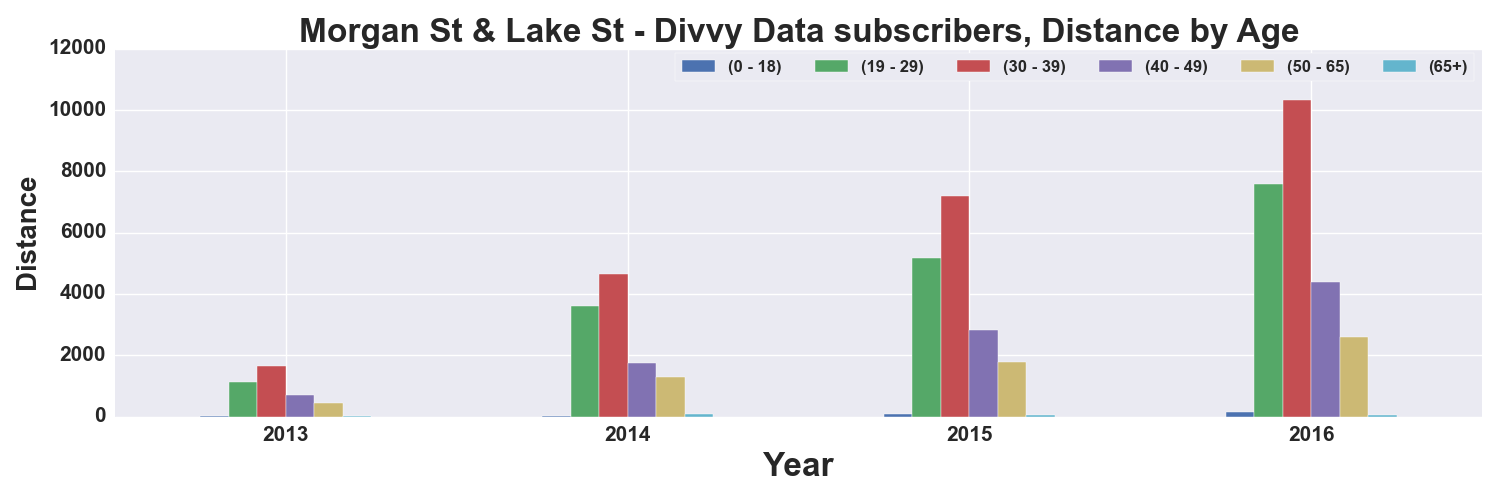 Morgan St & Lake St - Divvy Data subscribers, Distance by Age
(0 - 18) (19 - 29) (30 - 39) (40 - 49) (50 - 65) (65+)
12000
10000
8000
6000
4000
2000
0
Distance
2013 2014 2015 2016
Year